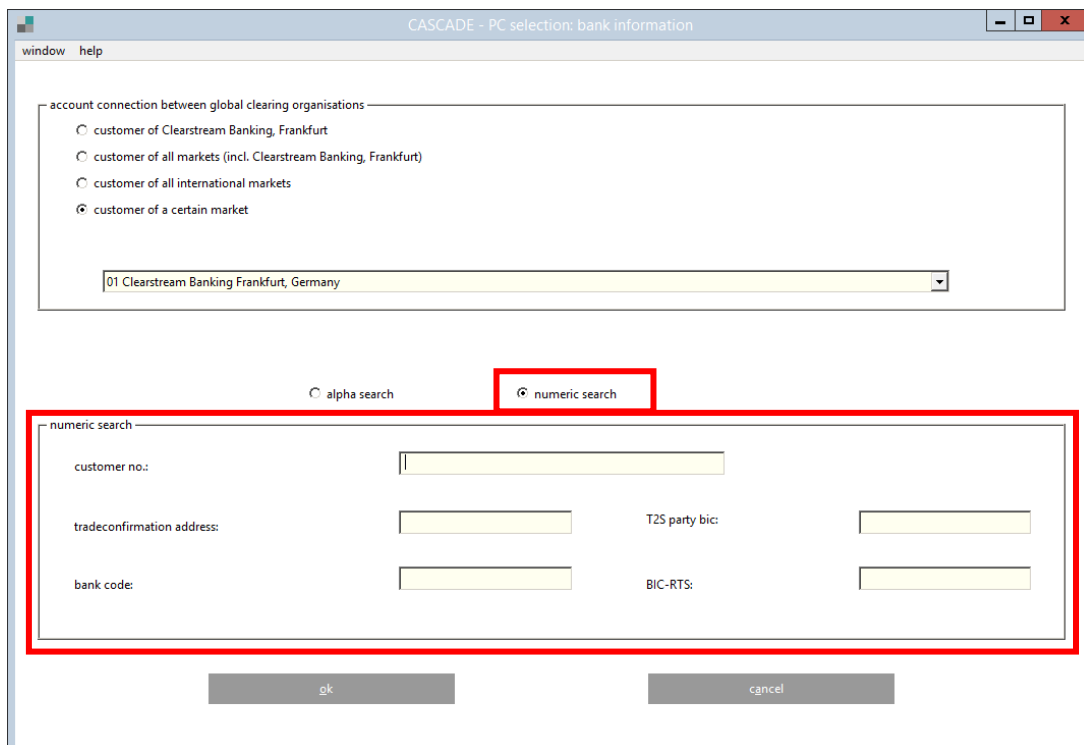 CASCADE - PC selection: bank information
window help
account connection between global clearing organisations
customer of Clearstream Banking, Frankfurt
customer of all markets (incl. Clearstream Banking, Frankfurt)
customer of all international markets
customer of a certain market
01 Clearstream Banking Frankfurt, Germany
alpha search numeric search
numeric search
customer no.:
tradeconfirmation address: T2S party bic:
bank code: BIC-RTS:
ok cancel